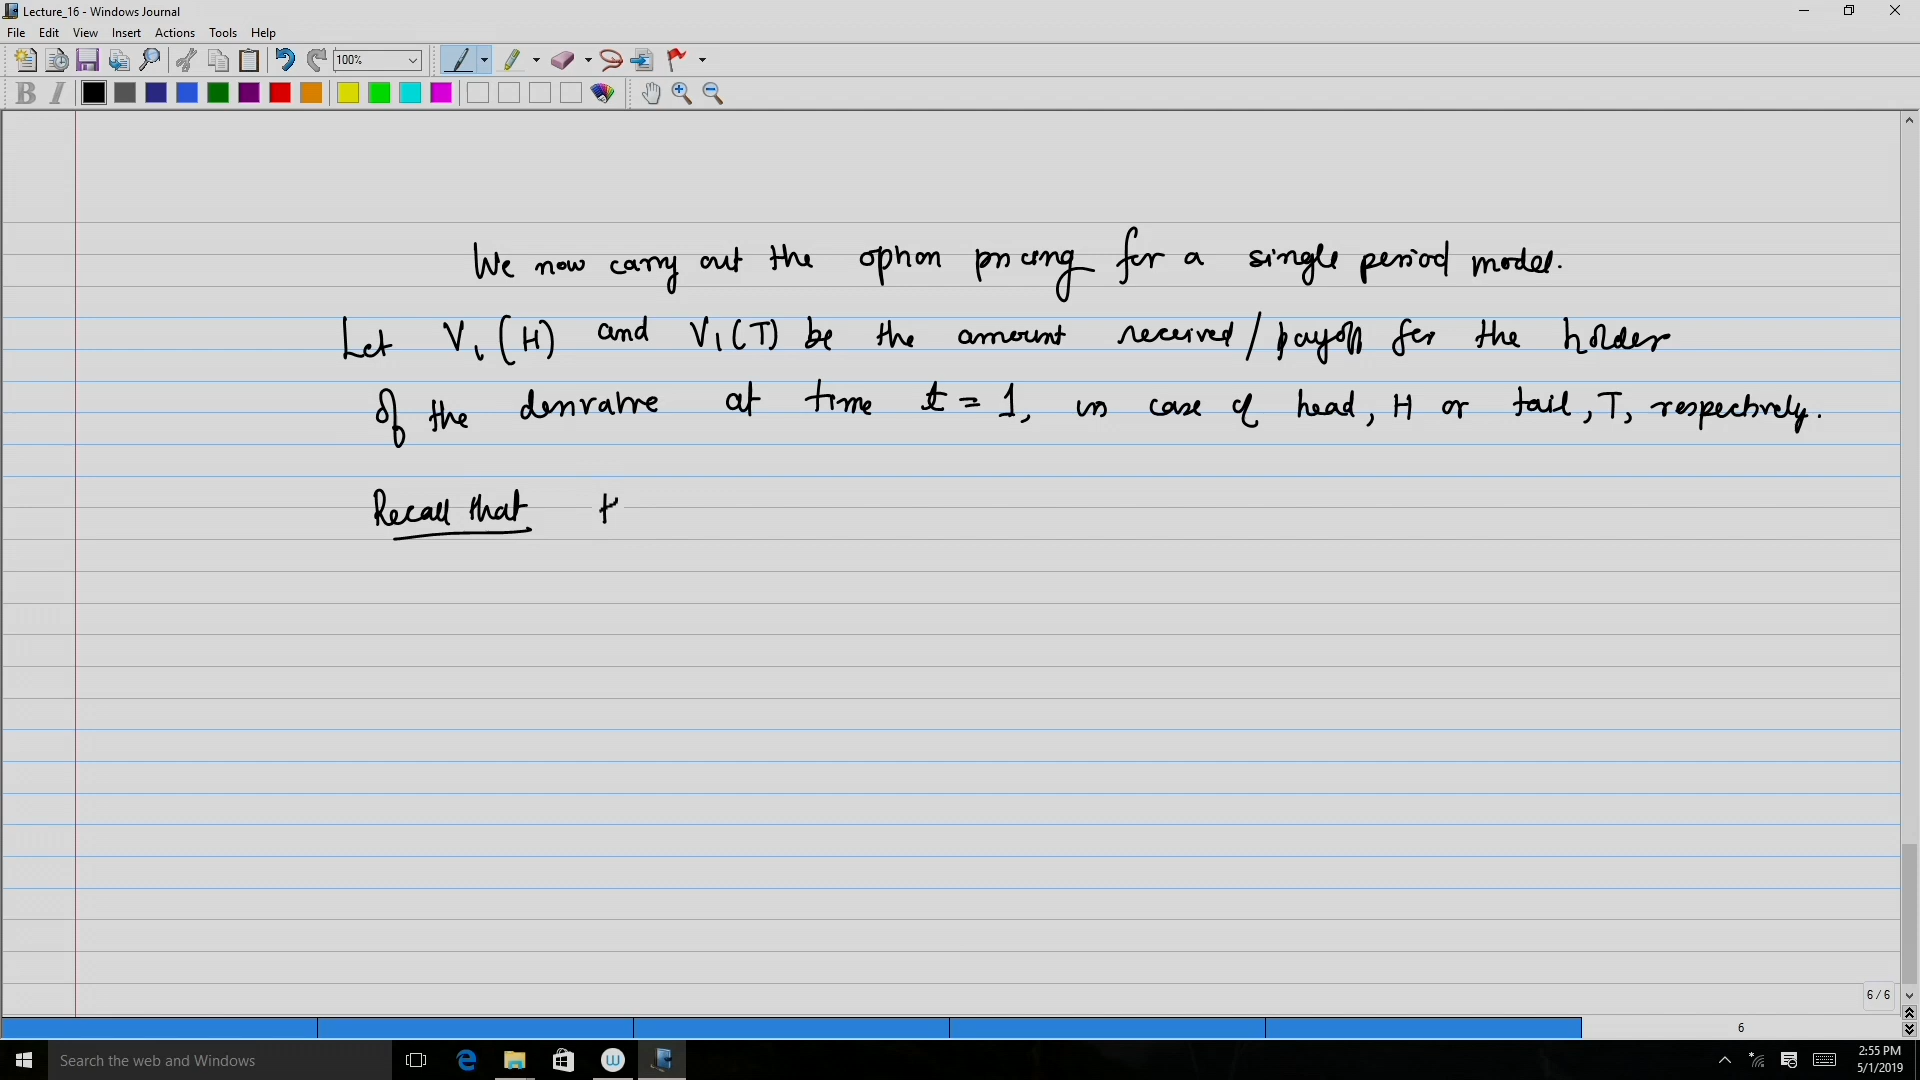 Lecture_16 - Windows Journal
File Edit View Insert Actions Tools Help
100%
B I
We now carry out the option pricing for a single period model.
Let V₁(H) and V₁(T) be the amount received/payoff for the holder
of the derivative at time t = 1, in case of head, H or tail, T, respectively.
Recall that t
6 / 6
6
Search the web and Windows
2:55 PM
5/1/2019